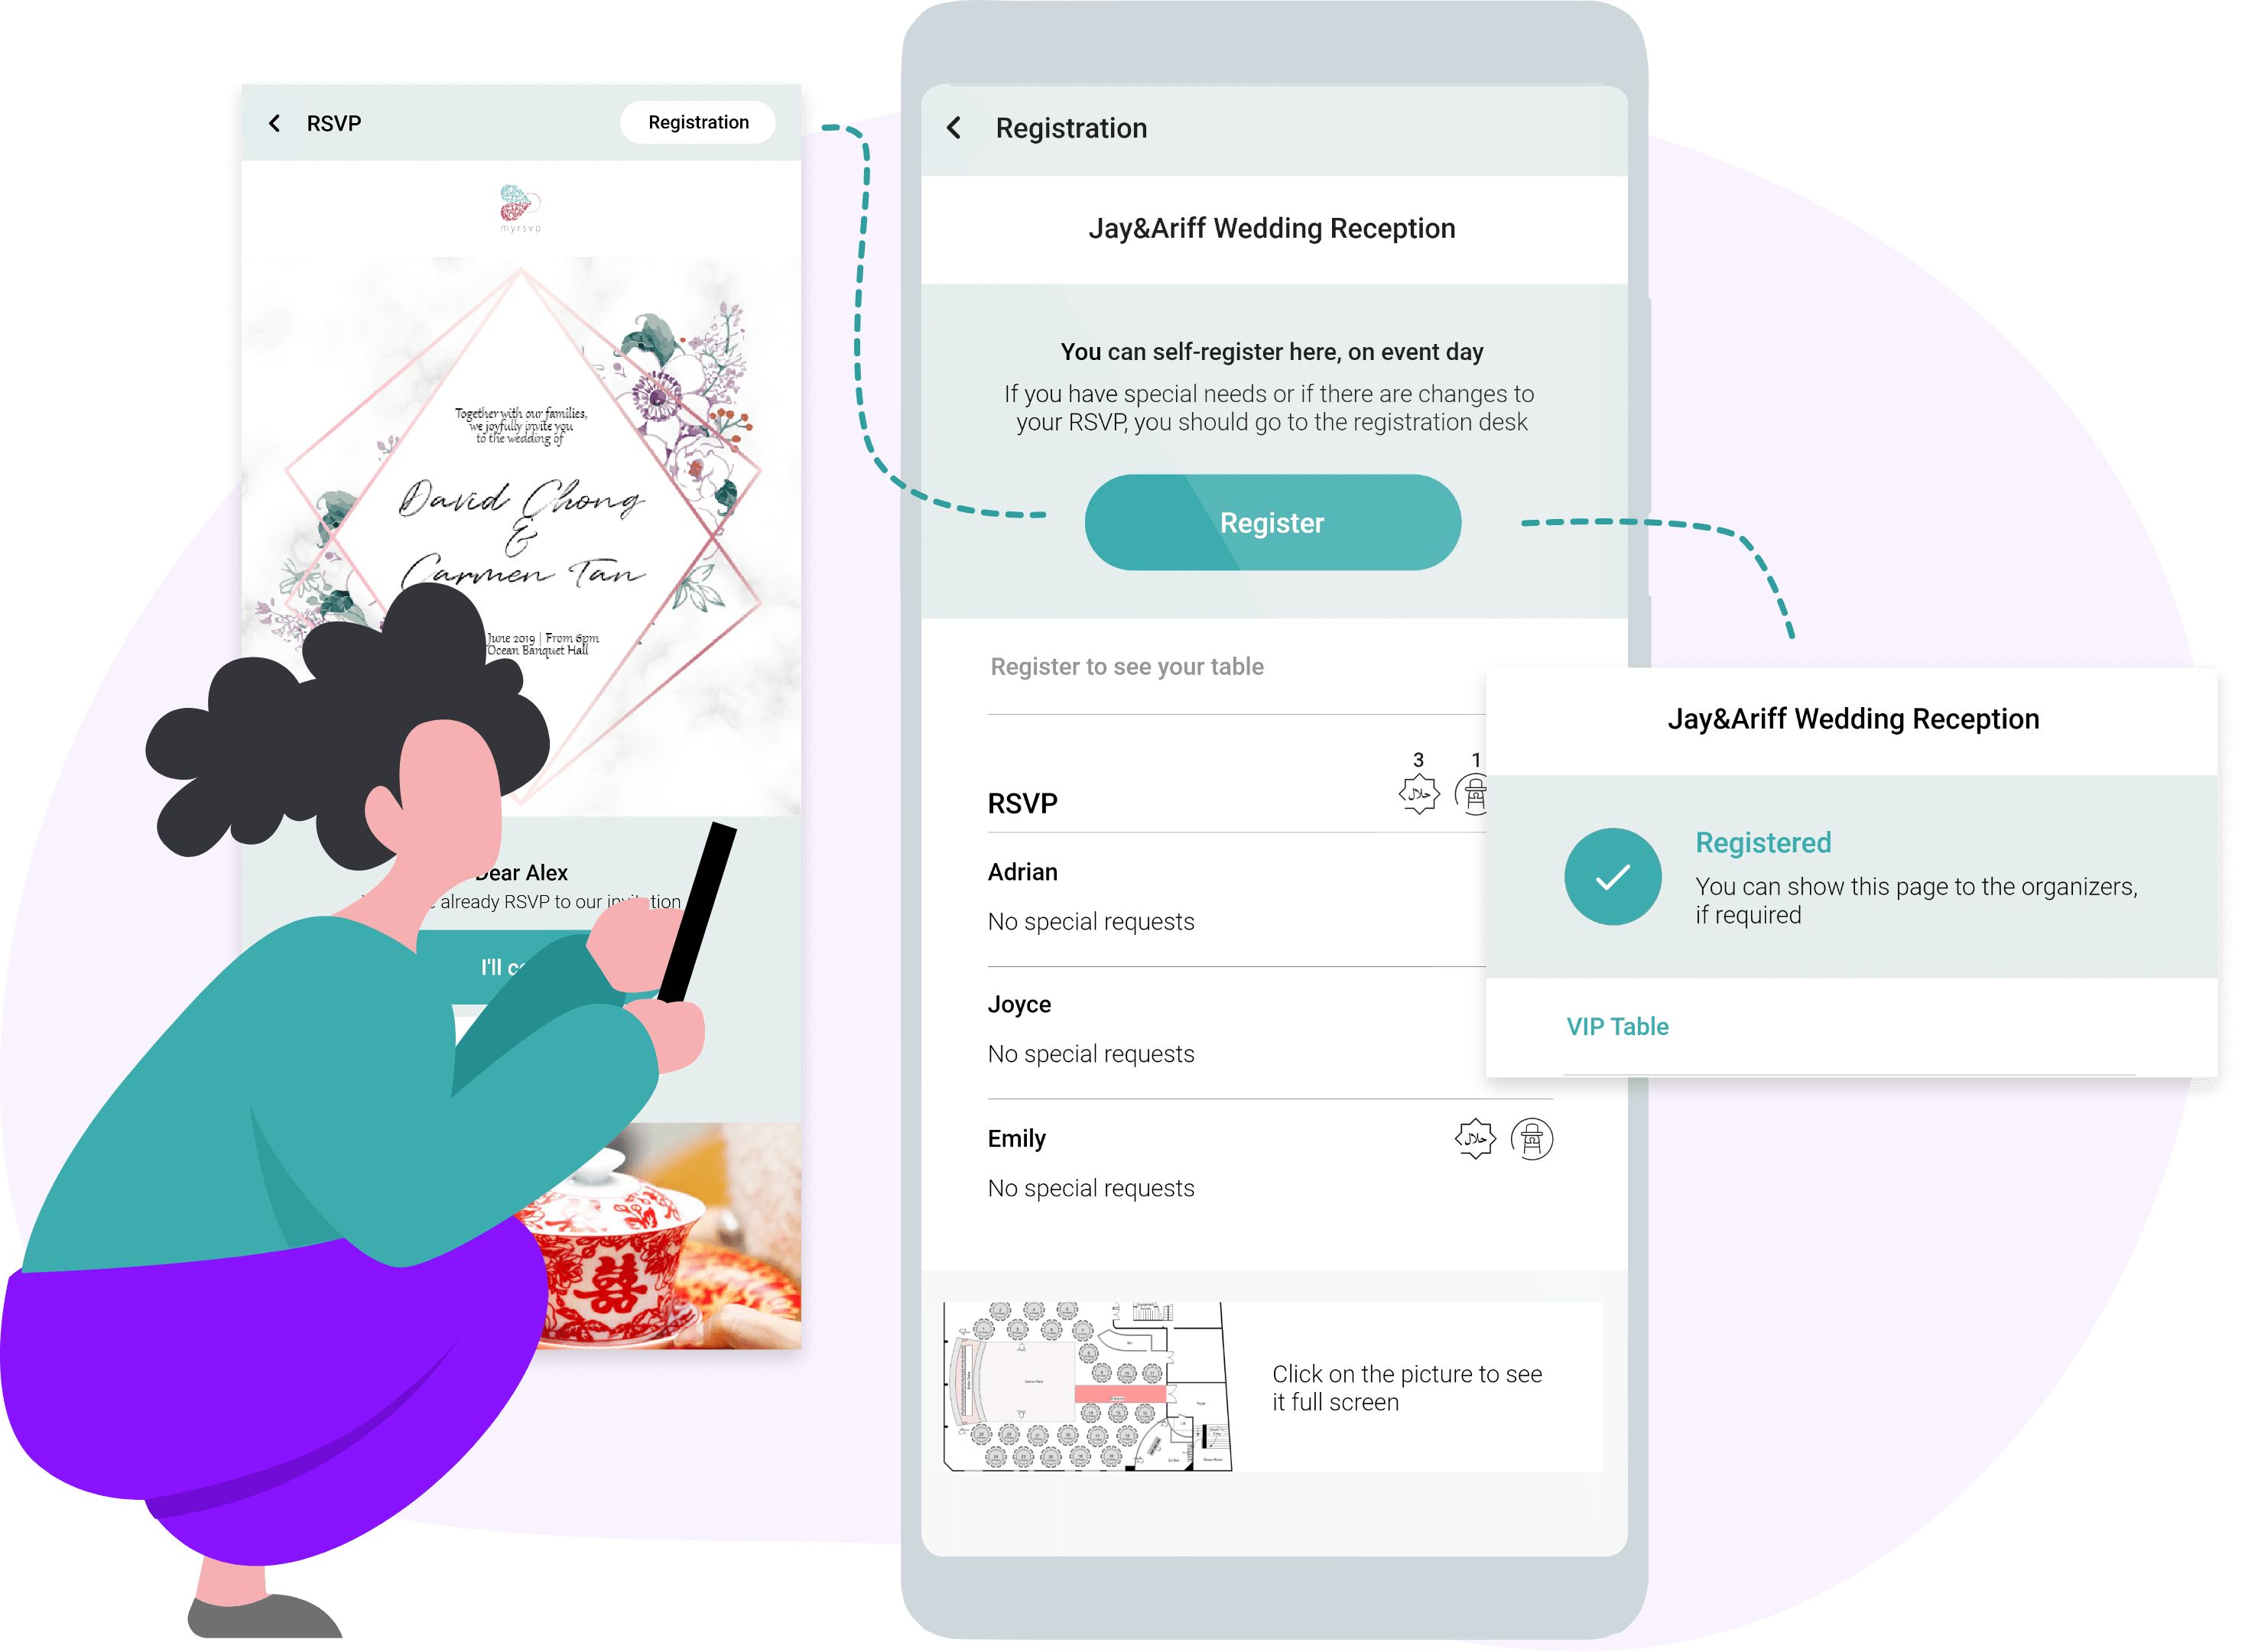 RSVP
Registration
myrsvp
Together with our families,
we joyfully invite you
to the wedding of
David Chong
&
Carmen Tan
June 2019 | From 6pm
Ocean Banquet Hall
Dear Alex
already RSVP to our invitation
I'll
囍
Registration
Jay&Ariff Wedding Reception
You can self-register here, on event day
If you have special needs or if there are changes to
your RSVP, you should go to the registration desk
Register
Register to see your table
3 1
حلال
RSVP
Adrian
No special requests
Joyce
No special requests
Emily
حلال
No special requests
Click on the picture to see
it full screen
Jay&Ariff Wedding Reception
Registered
You can show this page to the organizers,
if required
VIP Table